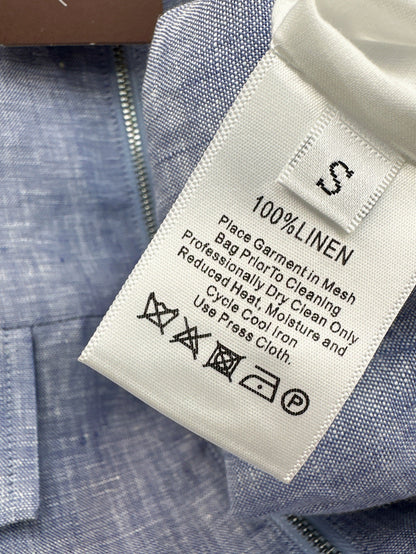 S
100%LINEN
Place Garment in Mesh
Bag PriorTo Cleaning
Professionally Dry Clean Only
Reduced Heat. Moisture and
Cycle Cool Iron
Use Press Cloth.
P